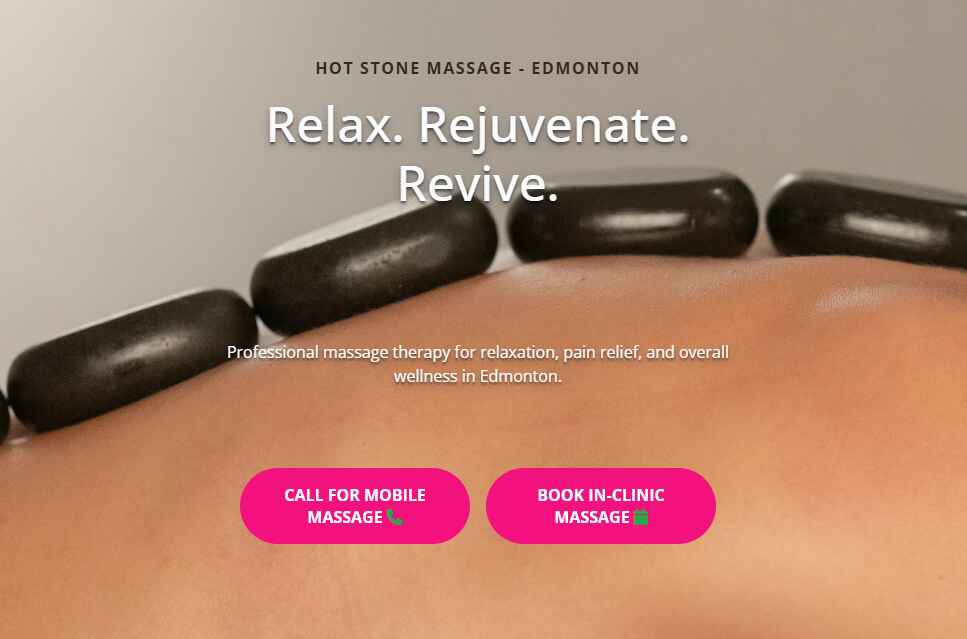 HOT STONE MASSAGE - EDMONTON
Relax. Rejuvenate.
Revive.
Professional massage therapy for relaxation, pain relief, and overall
wellness in Edmonton.
CALL FOR MOBILE
MASSAGE
BOOK IN-CLINIC
MASSAGE